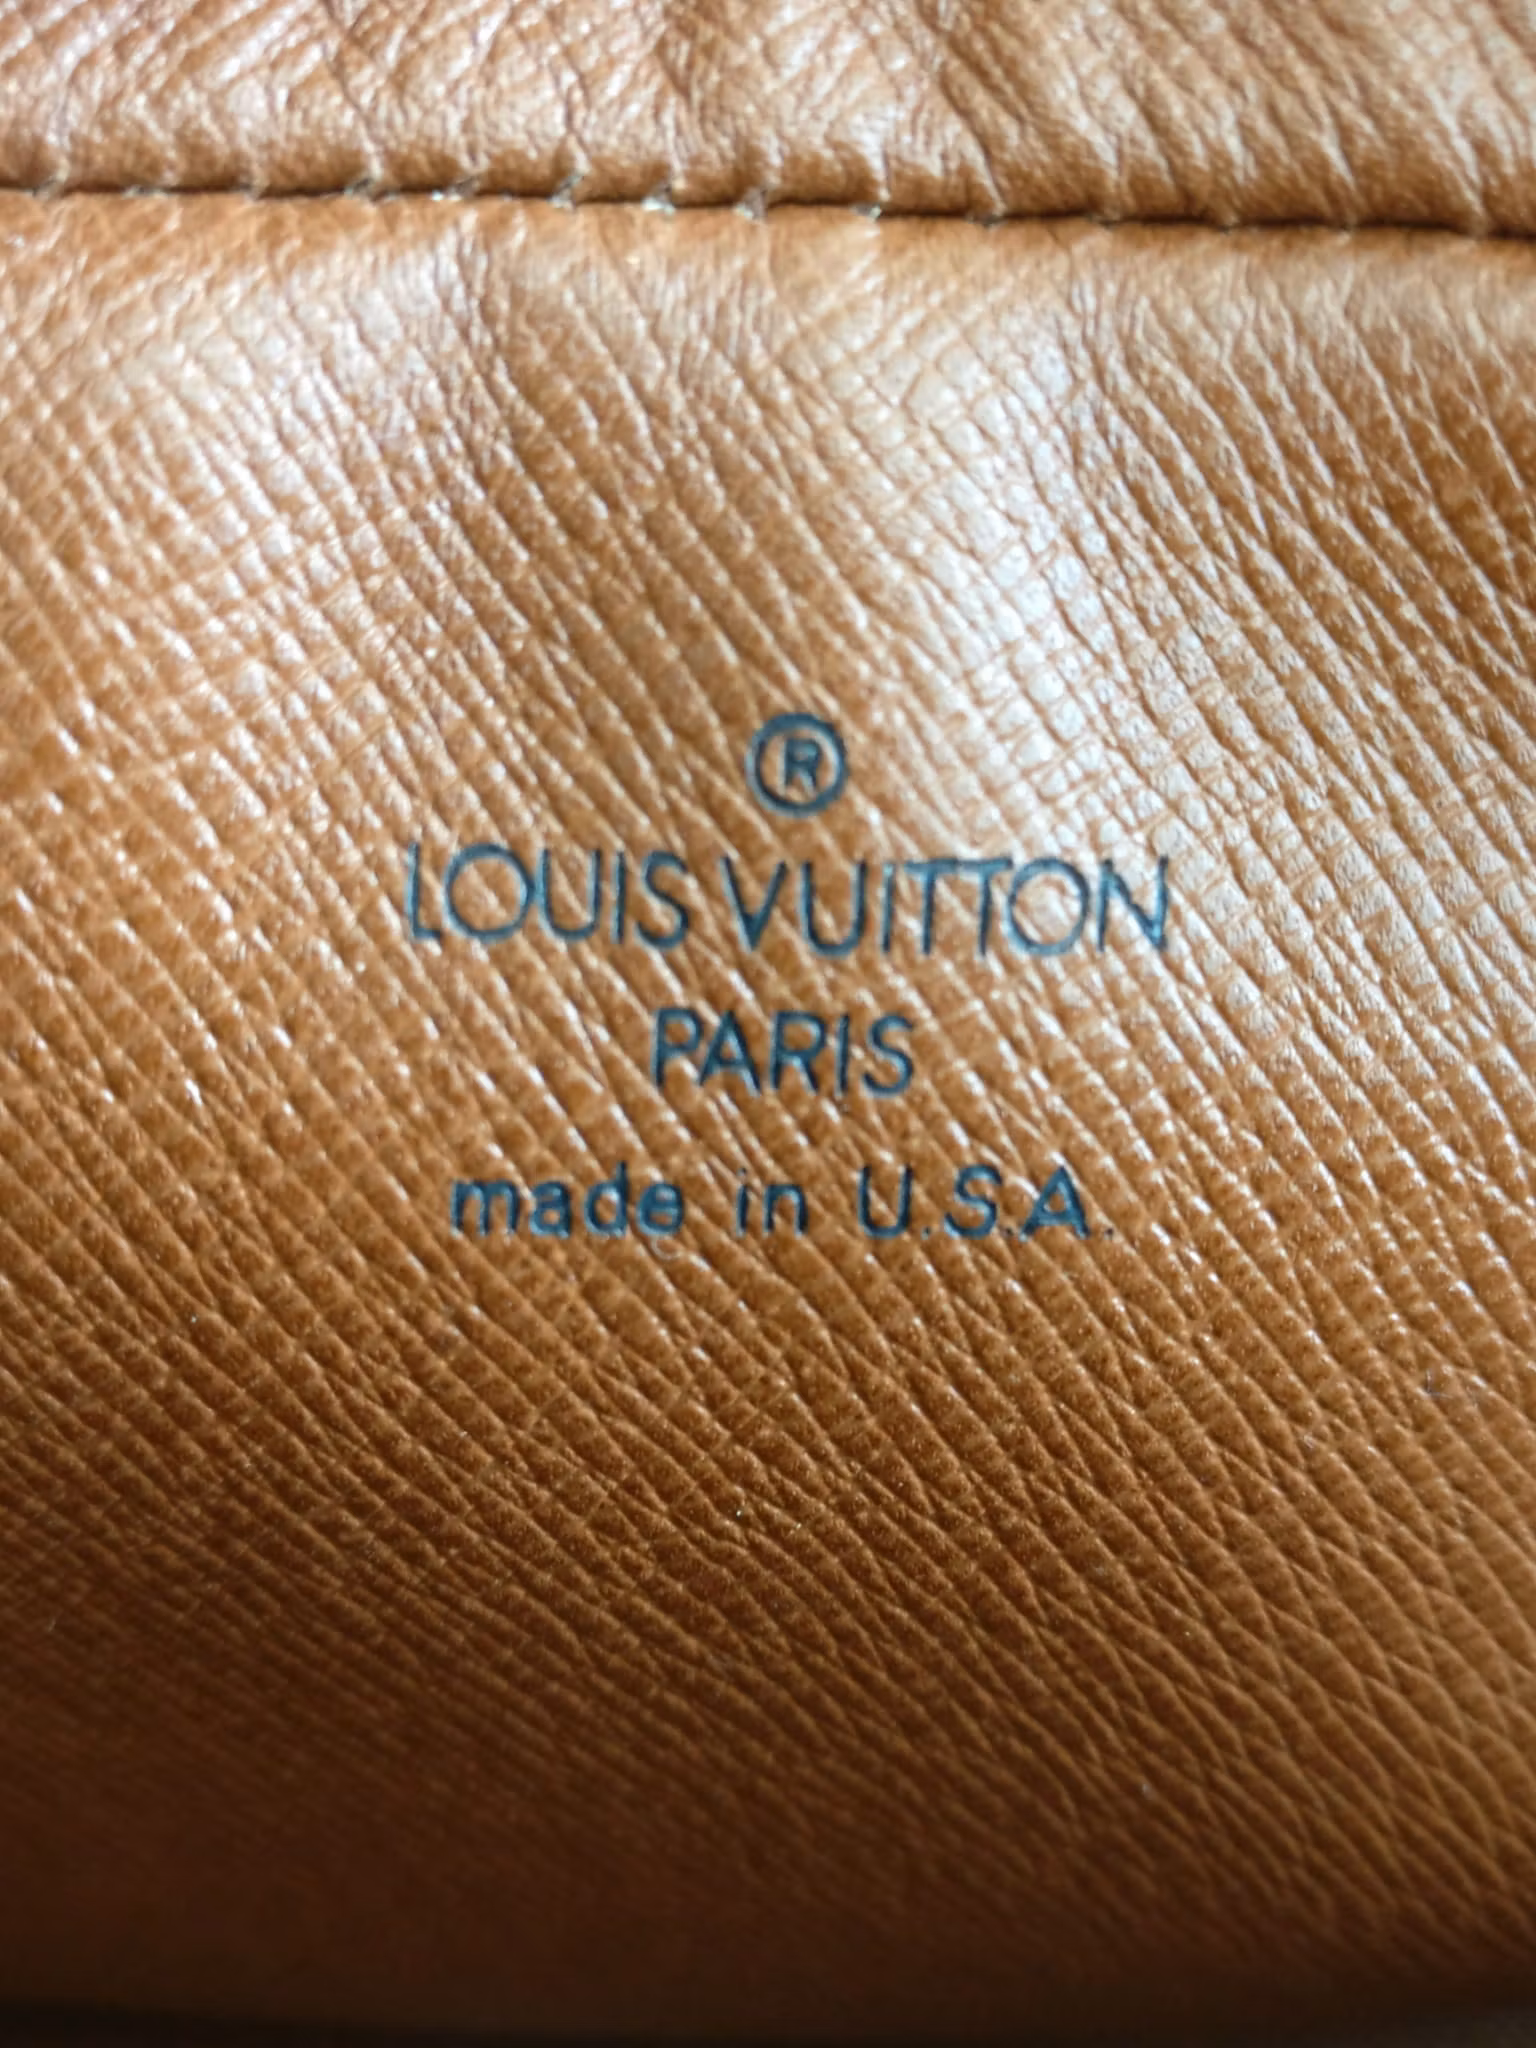 ®
LOUIS VUITTON
PARIS
made in U.S.A.